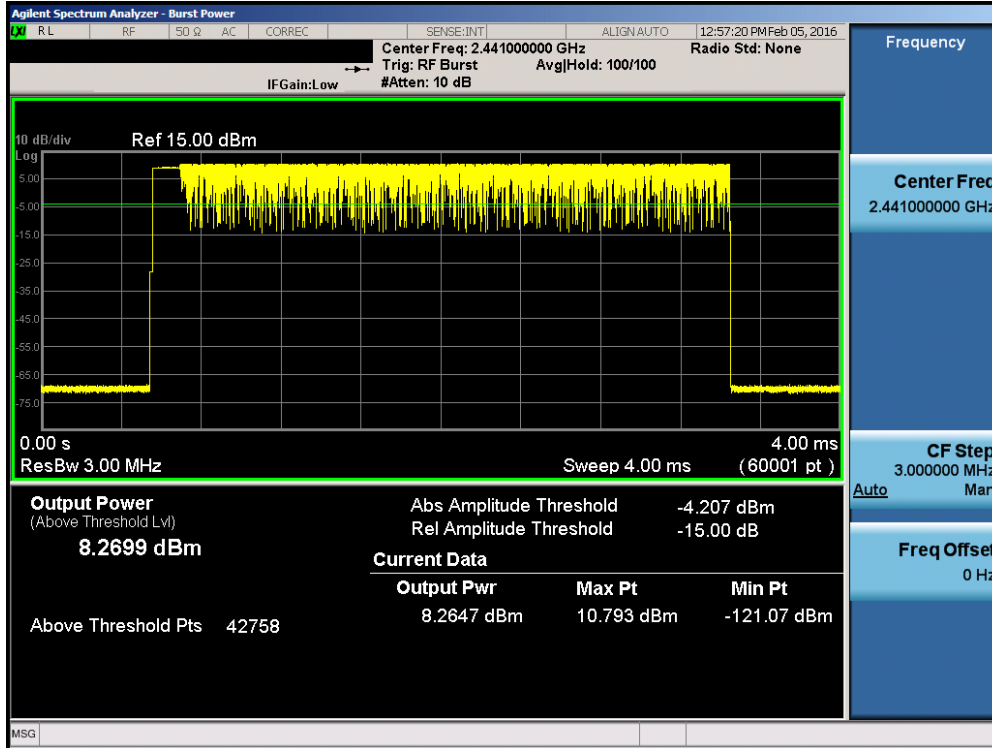 Agilent Spectrum Analyzer - Burst Power
LXI RL RF 50 Ω AC CORREC SENSE:INT ALIGN AUTO 12:57:20 PM Feb 05, 2016
Center Freq: 2.441000000 GHz Radio Std: None
Trig: RF Burst Avg|Hold: 100/100
IFGain:Low #Atten: 10 dB
10 dB/div Ref 15.00 dBm
Log
5.00
-5.00
-15.0
-25.0
-35.0
-45.0
-55.0
-65.0
-75.0
0.00 s 4.00 ms
ResBw 3.00 MHz Sweep 4.00 ms (60001 pt)
Output Power
(Above Threshold Lvl)
8.2699 dBm
Above Threshold Pts 42758
Abs Amplitude Threshold -4.207 dBm
Rel Amplitude Threshold -15.00 dB
Current Data
Output Pwr Max Pt Min Pt
8.2647 dBm 10.793 dBm -121.07 dBm
Frequency
Center Freq
2.441000000 GHz
CF Step
3.000000 MHz
Auto Man
Freq Offset
0 Hz
MSG